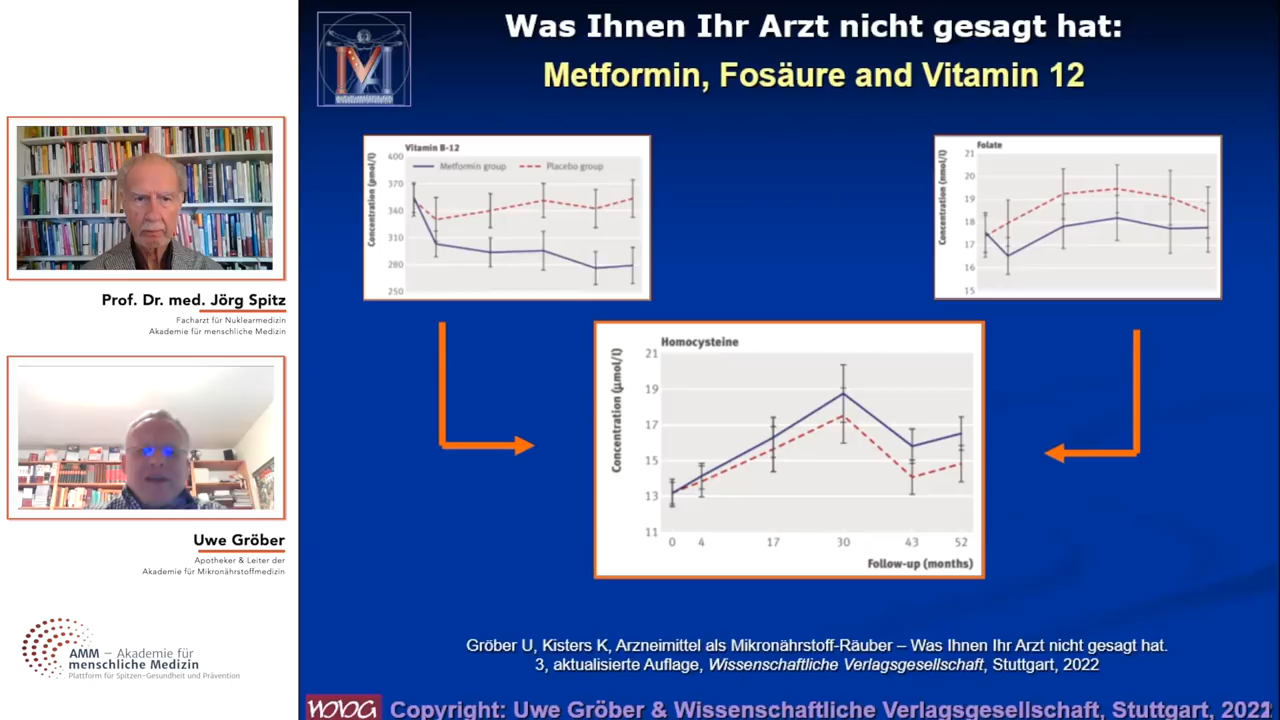 Was Ihnen Ihr Arzt nicht gesagt hat:
Metformin, Fosäure and Vitamin 12
Prof. Dr. med. Jörg Spitz
Facharzt für Nuklearmedizin
Akademie für menschliche Medizin
Uwe Gröber
Apotheker & Leiter der
Akademie für Mikronährstoffmedizin
AMM – Akademie für
menschliche Medizin
Plattform für Spitzen-Gesundheit und Prävention
Vitamin B-12
Concentration (pmol/l)
400
370
340
310
280
250
Metformin group
Placebo group
Folate
Concentration (nmol/l)
21
20
19
18
17
16
15
Homocysteine
Concentration (μmol/l)
21
19
17
15
13
11
0 4 17 30 43 52
Follow-up (months)
Gröber U, Kisters K, Arzneimittel als Mikronährstoff-Räuber – Was Ihnen Ihr Arzt nicht gesagt hat.
3, aktualisierte Auflage, Wissenschaftliche Verlagsgesellschaft, Stuttgart, 2022
Copyright: Uwe Gröber & Wissenschaftliche Verlagsgesellschaft, Stuttgart, 2021